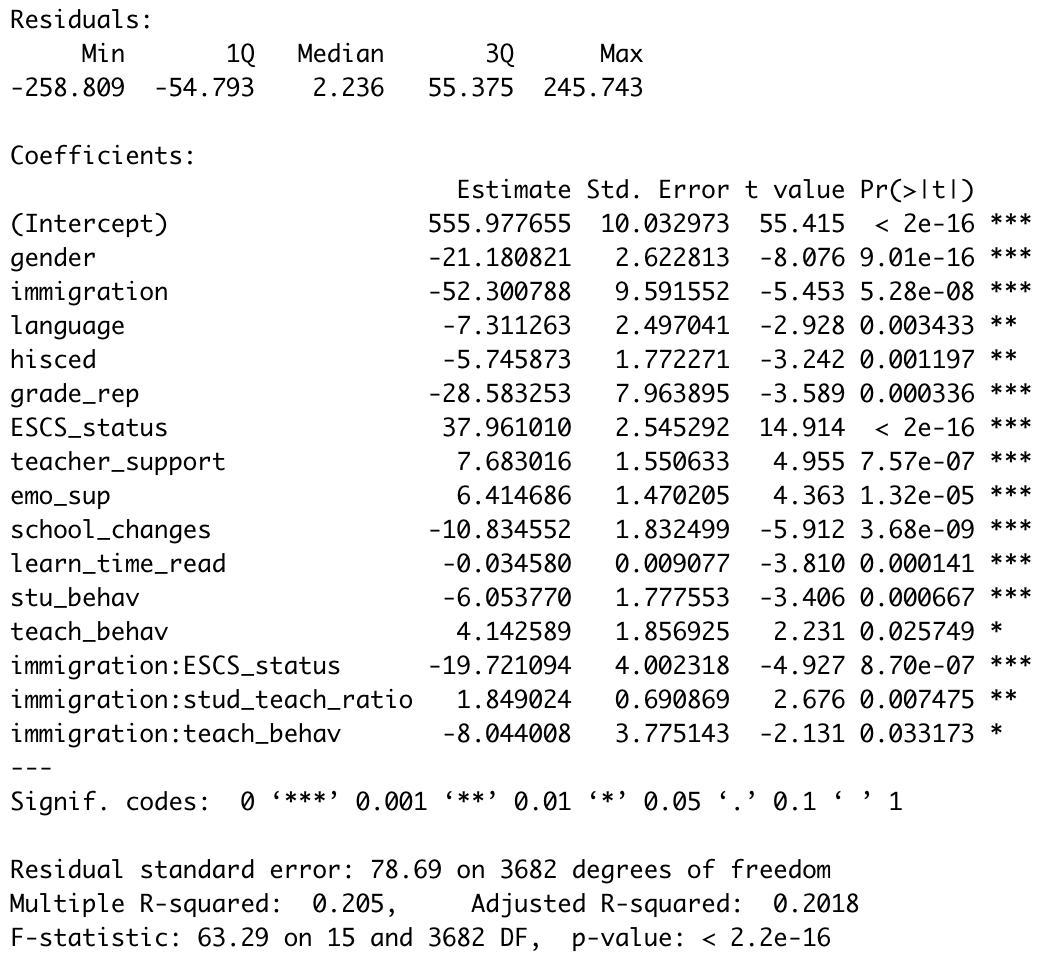 Residuals:
     Min       1Q   Median       3Q      Max
-258.809  -54.793    2.236   55.375  245.743
Coefficients:
                               Estimate Std. Error t value Pr(>|t|)
(Intercept)                  555.977655  10.032973  55.415  < 2e-16 ***
gender                       -21.180821   2.622813  -8.076 9.01e-16 ***
immigration                  -52.300788   9.591552  -5.453 5.28e-08 ***
language                      -7.311263   2.497041  -2.928 0.003433 **
hisced                        -5.745873   1.772271  -3.242 0.001197 **
grade_rep                    -28.583253   7.963895  -3.589 0.000336 ***
ESCS_status                   37.961010   2.545292  14.914  < 2e-16 ***
teacher_support                7.683016   1.550633   4.955 7.57e-07 ***
emo_sup                        6.414686   1.470205   4.363 1.32e-05 ***
school_changes               -10.834552   1.832499  -5.912 3.68e-09 ***
learn_time_read               -0.034580   0.009077  -3.810 0.000141 ***
stu_behav                     -6.053770   1.777553  -3.406 0.000667 ***
teach_behav                    4.142589   1.856925   2.231 0.025749 *
immigration:ESCS_status      -19.721094   4.002318  -4.927 8.70e-07 ***
immigration:stud_teach_ratio   1.849024   0.690869   2.676 0.007475 **
immigration:teach_behav       -8.044008   3.775143  -2.131 0.033173 *
---
Signif. codes:  0 ‘***’ 0.001 ‘**’ 0.01 ‘*’ 0.05 ‘.’ 0.1 ‘ ’ 1
Residual standard error: 78.69 on 3682 degrees of freedom
Multiple R-squared:  0.205,	Adjusted R-squared:  0.2018
F-statistic: 63.29 on 15 and 3682 DF,  p-value: < 2.2e-16